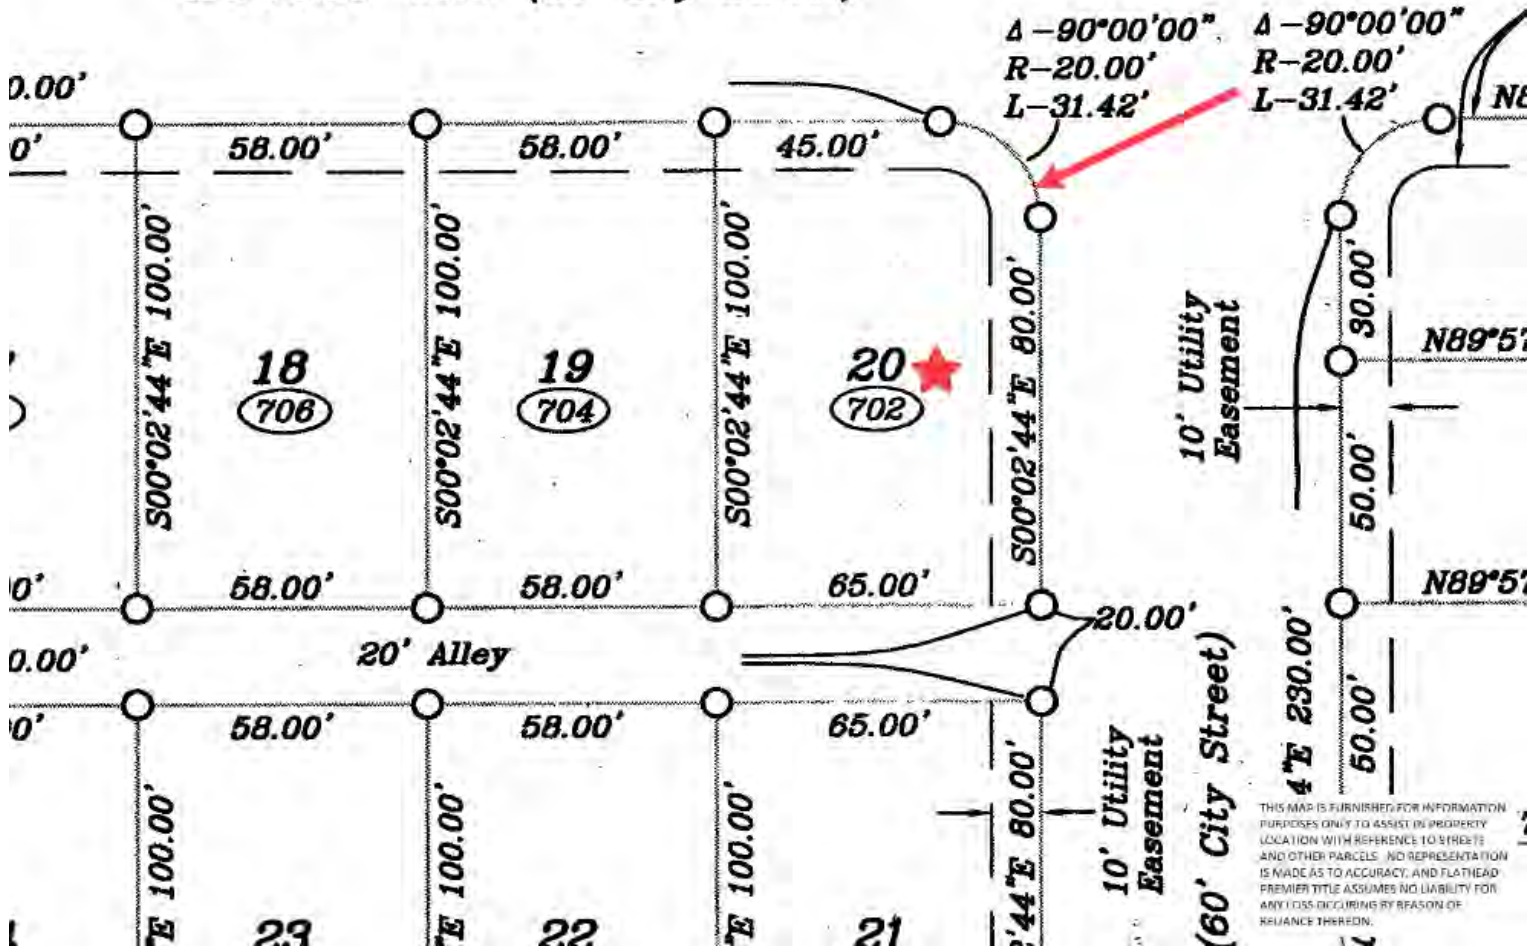 Δ-90°00'00"
R-20.00'
L-31.42'
Δ-90°00'00"
R-20.00'
L-31.42'
0.00'
0'
58.00'
58.00'
45.00'
S00°02'44"E 100.00'
S00°02'44"E 100.00'
S00°02'44"E 100.00'
S00°02'44"E 80.00'
18
706
19
704
20
702
10' Utility
Easement
30.00'
N89°57
50.00'
N89°57
0'
58.00'
58.00'
65.00'
20.00'
0.00'
20' Alley
0'
58.00'
58.00'
65.00'
10' Utility
Easement
(60' City Street)
4"E 230.00'
50.00'
"E 100.00'
"E 100.00'
"E 100.00'
'44"E 80.00'
23
22
21
THIS MAP IS FURNISHED FOR INFORMATION
PURPOSES ONLY TO ASSIST IN PROPERTY
LOCATION WITH REFERENCE TO STREETS
AND OTHER PARCELS. NO REPRESENTATION
IS MADE AS TO ACCURACY, AND FLATHEAD
PREMIER TITLE ASSUMES NO LIABILITY FOR
ANY LOSS OCCURING BY REASON OF
RELIANCE THEREON.